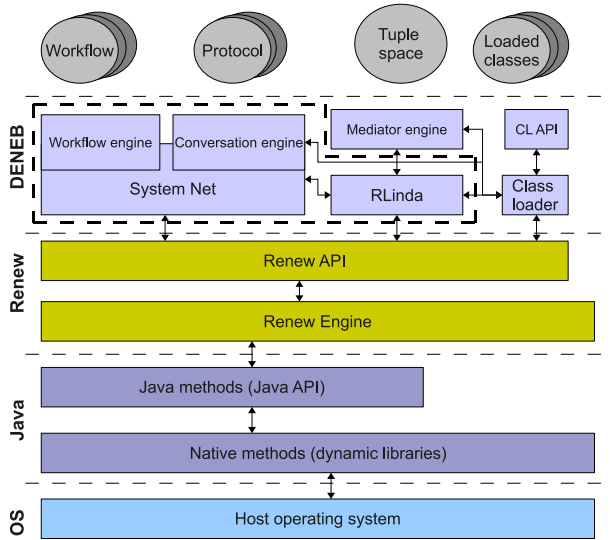 Workflow
Protocol
Tuple
space
Loaded
classes
DENEB
Workflow engine
Conversation engine
System Net
Mediator engine
CL API
RLinda
Class
loader
Renew
Renew API
Renew Engine
Java
Java methods (Java API)
Native methods (dynamic libraries)
OS
Host operating system